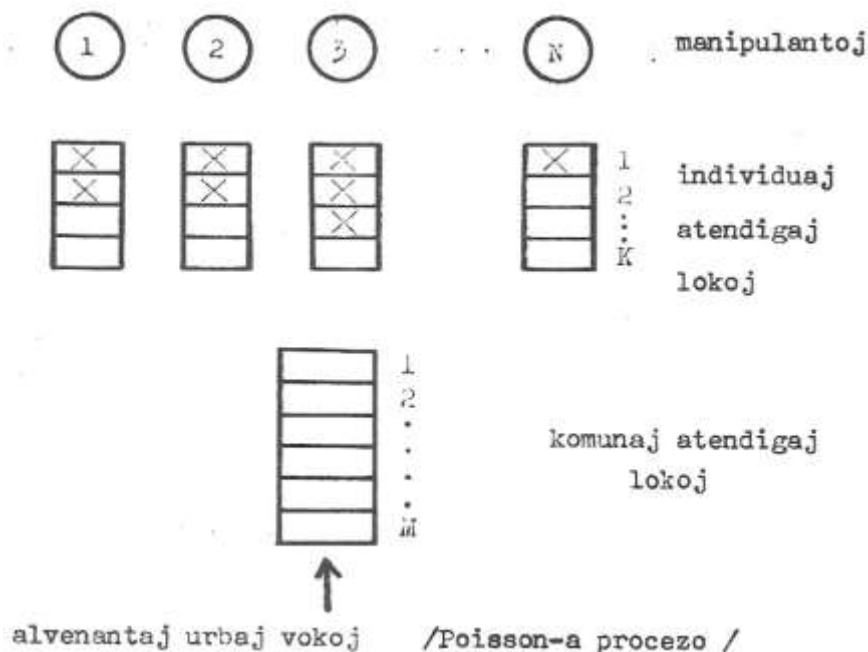 1 2 3 ... N manipulantoj
1 individuaj
2
: atendigaj
K lokoj
1
2
.
. komunaj atendigaj
. lokoj
.
M
alvenantaj urbaj vokoj /Poisson-a procezo /